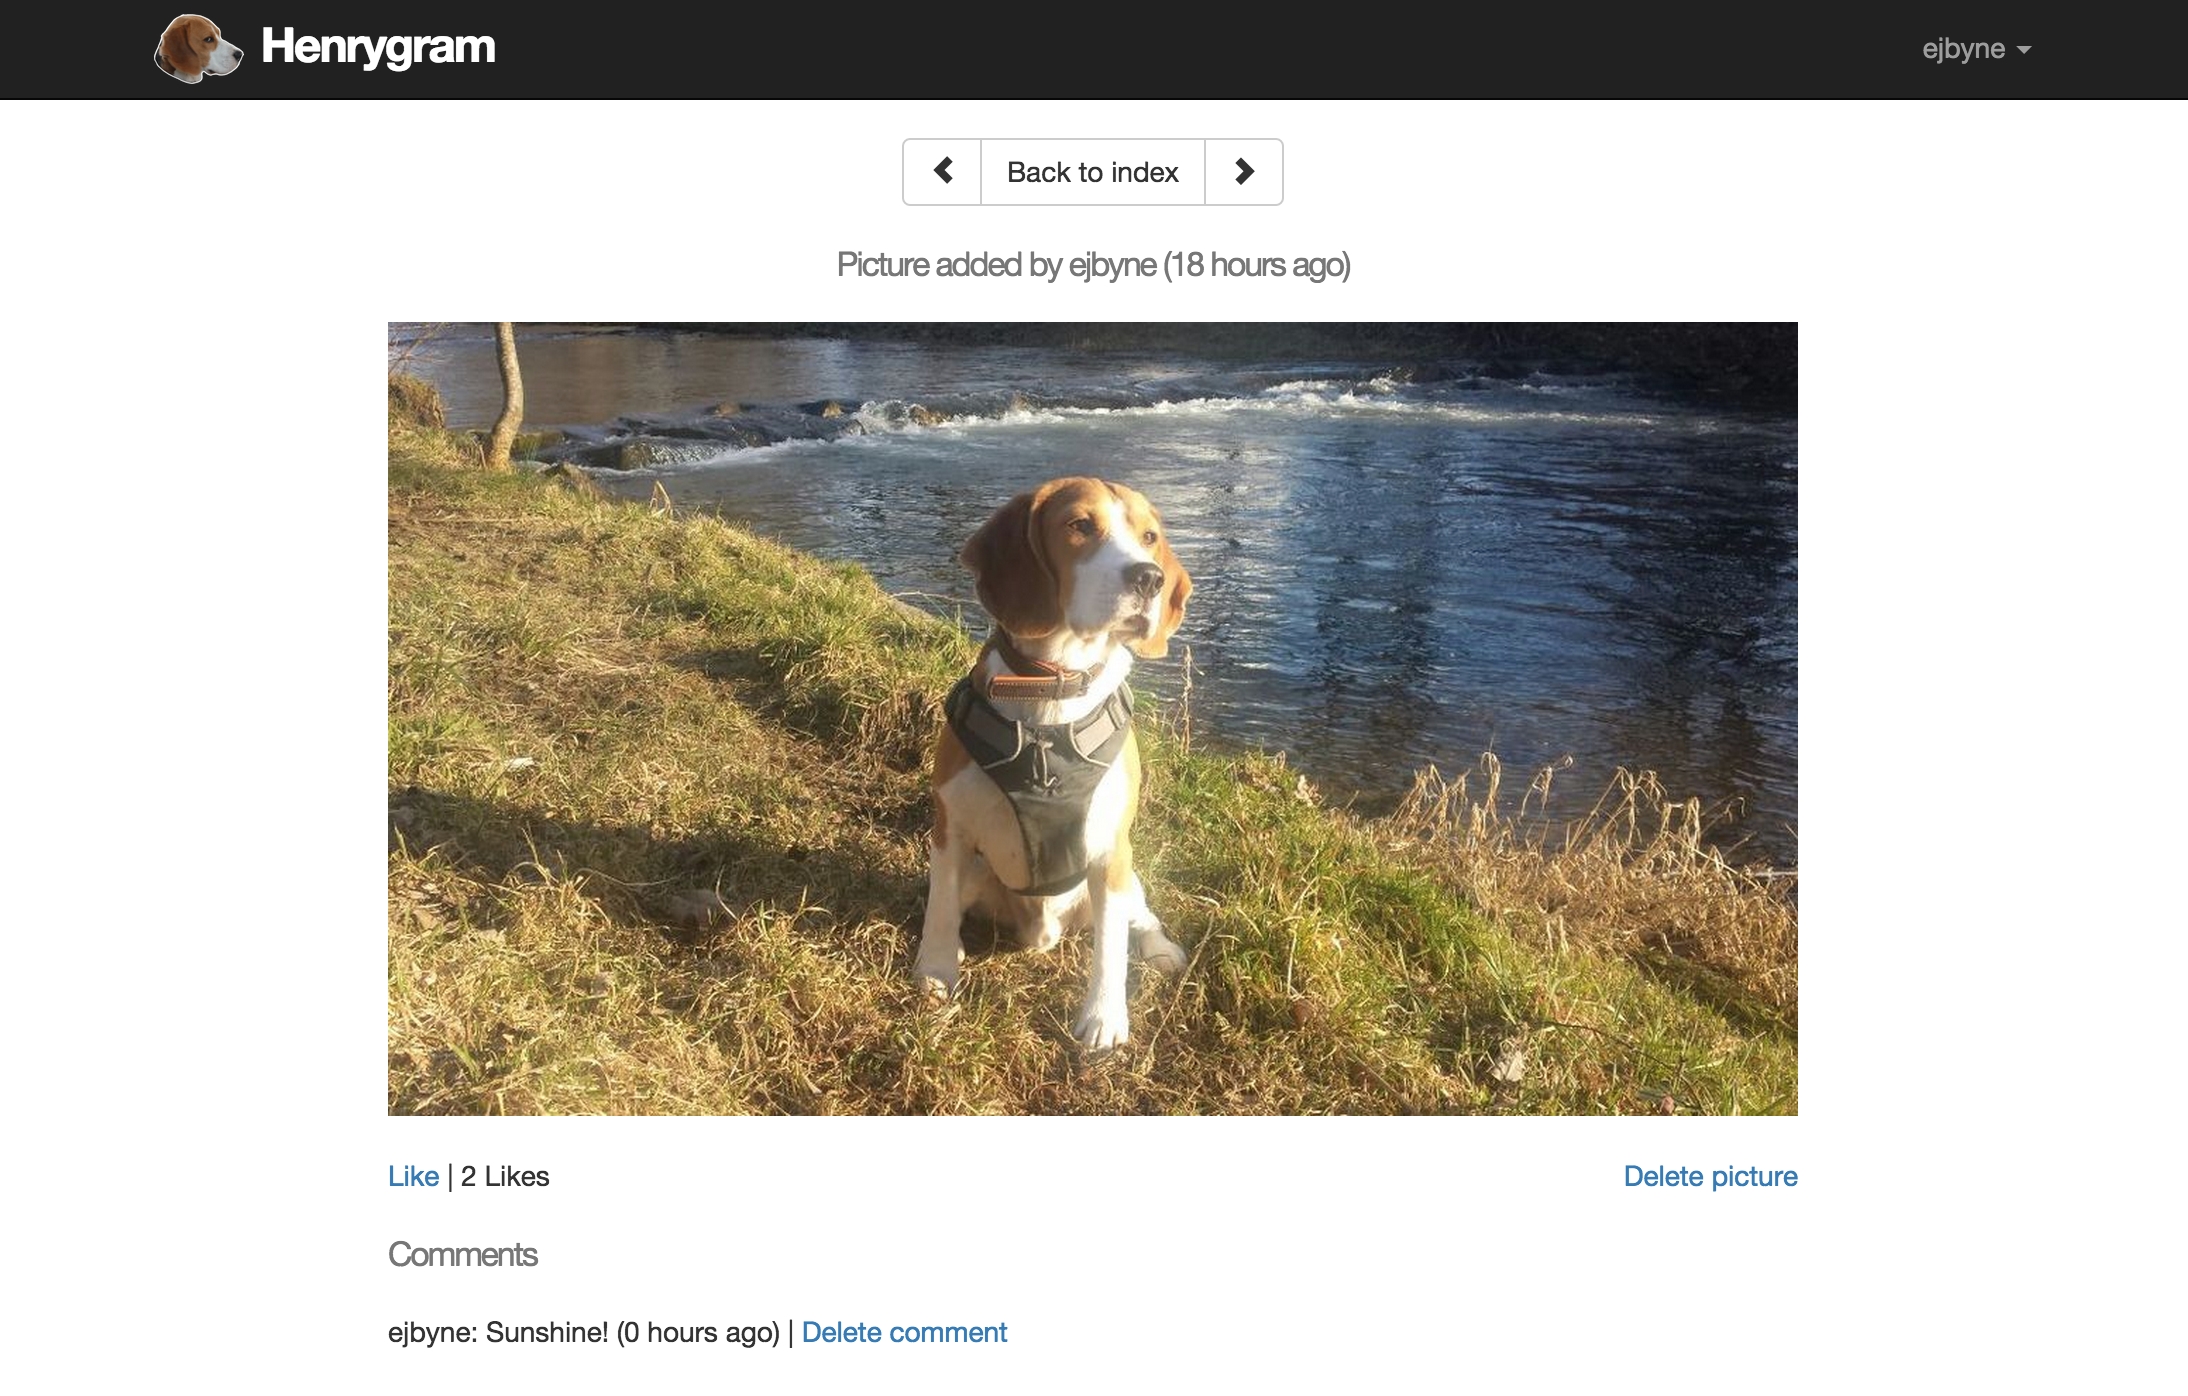 Henrygram
ejbyne
Back to index
Picture added by ejbyne (18 hours ago)
Like | 2 Likes
Delete picture
Comments
ejbyne: Sunshine! (0 hours ago) | Delete comment